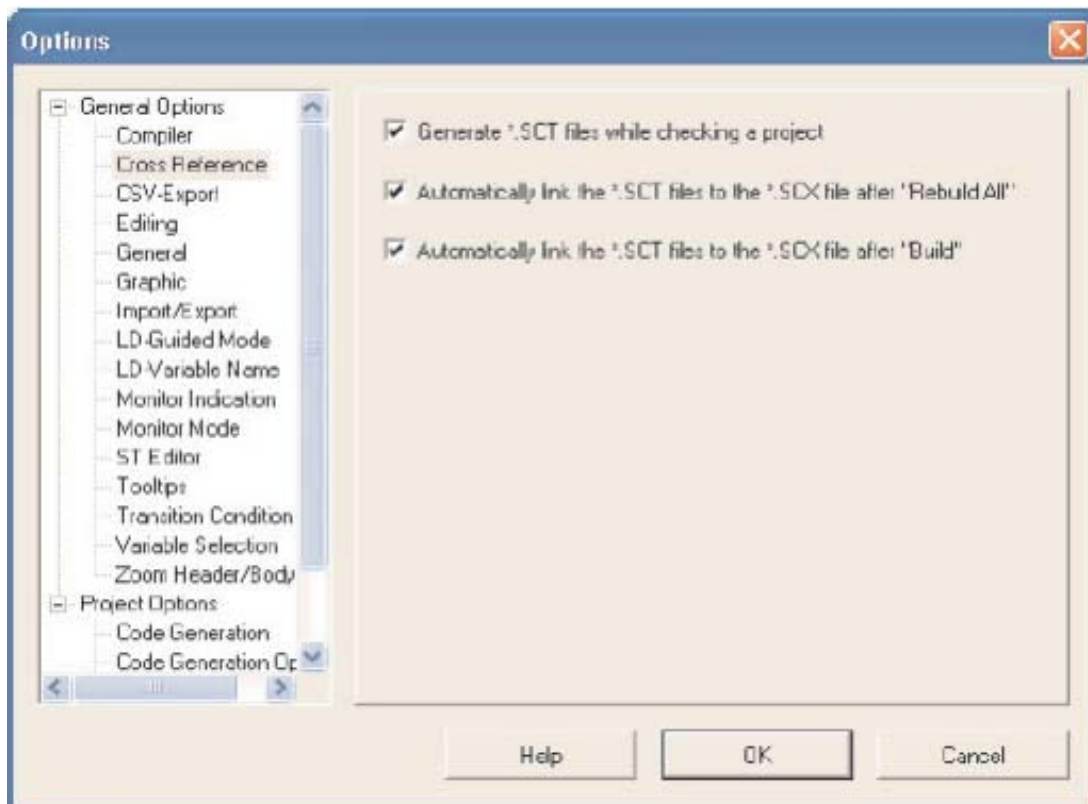 Options
General Options
Compiler
Cross Reference
CSV-Export
Editing
General
Graphic
Import/Export
LD-Guided Mode
LD-Variable Name
Monitor Indication
Monitor Mode
ST Editor
Tooltips
Transition Condition
Variable Selection
Zoom Header/Body
Project Options
Code Generation
Code Generation Op
Generate *.SCT files while checking a project
Automatically link the *.SCT files to the *.SCX file after "Rebuild All"
Automatically link the *.SCT files to the *.SCX file after "Build"
Help
OK
Cancel